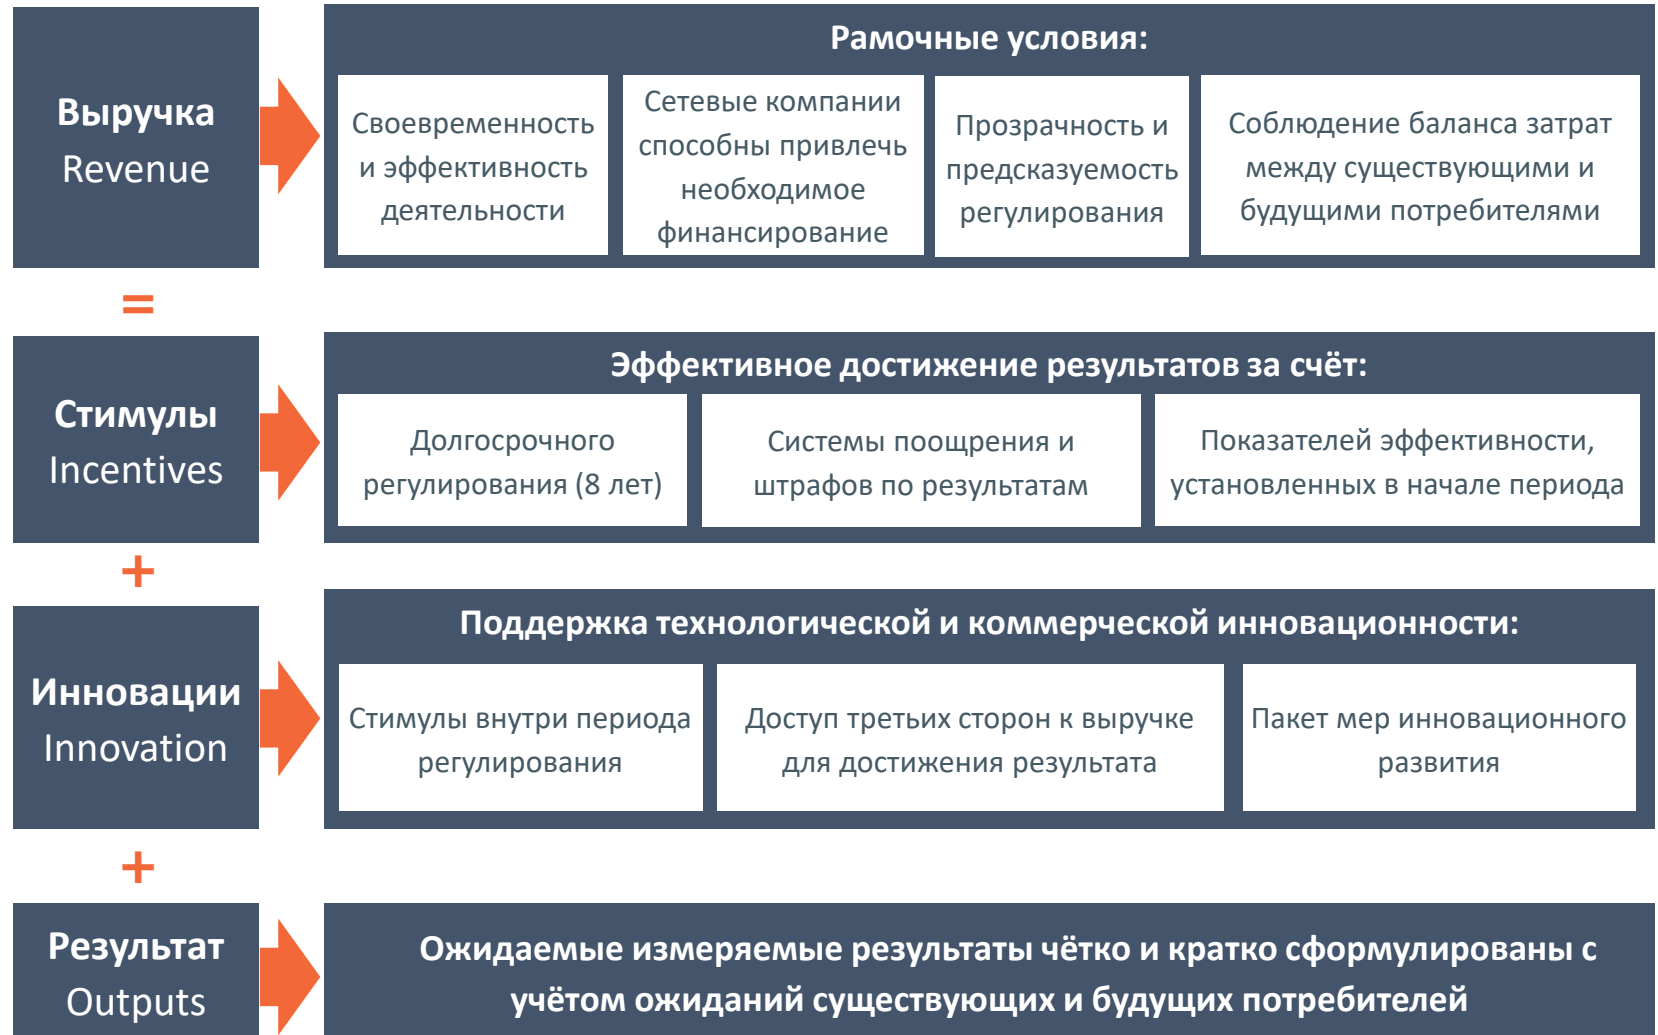 Выручка
Revenue
Рамочные условия:
Своевременность
и эффективность
деятельности
Сетевые компании
способны привлечь
необходимое
финансирование
Прозрачность и
предсказуемость
регулирования
Соблюдение баланса затрат
между существующими и
будущими потребителями
=
Стимулы
Incentives
Эффективное достижение результатов за счёт:
Долгосрочного
регулирования (8 лет)
Системы поощрения и
штрафов по результатам
Показателей эффективности,
установленных в начале периода
+
Инновации
Innovation
Поддержка технологической и коммерческой инновационности:
Стимулы внутри периода
регулирования
Доступ третьих сторон к выручке
для достижения результата
Пакет мер инновационного
развития
+
Результат
Outputs
Ожидаемые измеряемые результаты чётко и кратко сформулированы с
учётом ожиданий существующих и будущих потребителей